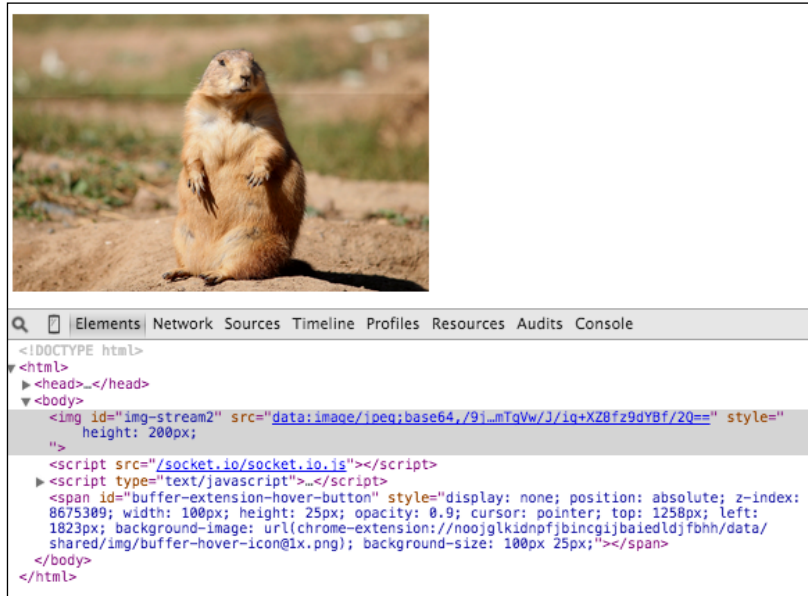 Elements Network Sources Timeline Profiles Resources Audits Console
<!DOCTYPE html>
▼<html>
▶<head>…</head>
▼<body>
<img id="img-stream2" src="data:image/jpeg;base64,/9j…mTqVw/J/iq+XZ8fz9dYBf/2Q==" style="
height: 200px;
">
<script src="/socket.io/socket.io.js"></script>
▶<script type="text/javascript">…</script>
<span id="buffer-extension-hover-button" style="display: none; position: absolute; z-index:
8675309; width: 100px; height: 25px; opacity: 0.9; cursor: pointer; top: 1258px; left:
1823px; background-image: url(chrome-extension://noojglkidnpfjbincgijbaiedldjfbhh/data/
shared/img/buffer-hover-icon@1x.png); background-size: 100px 25px;"></span>
</body>
</html>